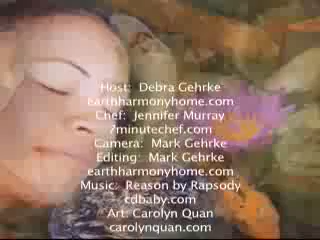 Host: Debra Gehrke
earthharmonyhome.com
Chef: Jennifer Murray
7minutechef.com
Camera: Mark Gehrke
Editing: Mark Gehrke
earthharmonyhome.com
Music: Reason by Rapsody
cdbaby.com
Art: Carolyn Quan
carolynquan.com